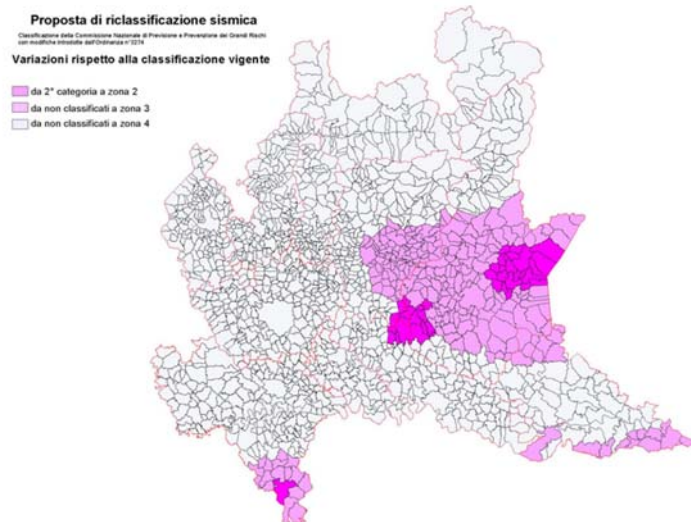 Proposta di riclassificazione sismica
Classificazione della Commissione Nazionale di Previsione e Prevenzione dei Grandi Rischi
con modifiche introdotte dall'Ordinanza n°3274
Variazioni rispetto alla classificazione vigente
da 2° categoria a zona 2
da non classificati a zona 3
da non classificati a zona 4